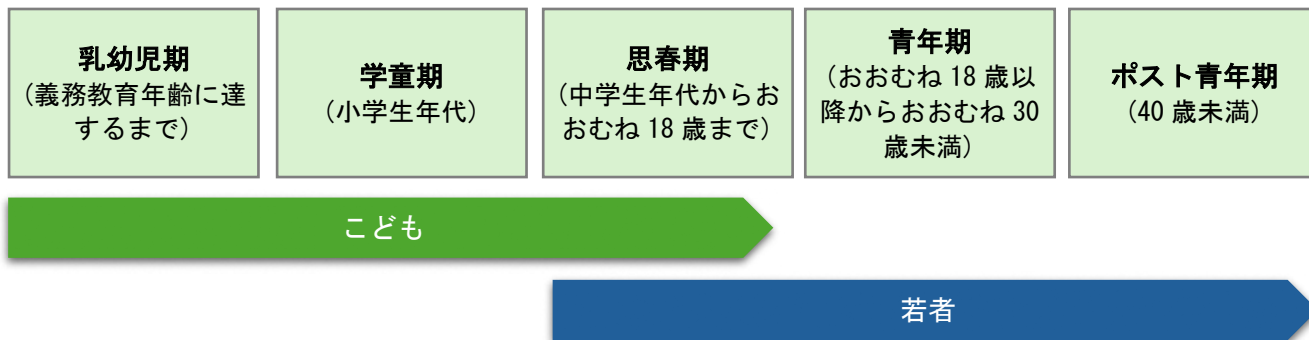 乳幼児期
（義務教育年齢に達
するまで）
学童期
（小学生年代）
思春期
（中学生年代からお
おむね 18 歳まで）
青年期
（おおむね 18 歳以
降からおおむね 30
歳未満）
ポスト青年期
（40 歳未満）
こども
若者